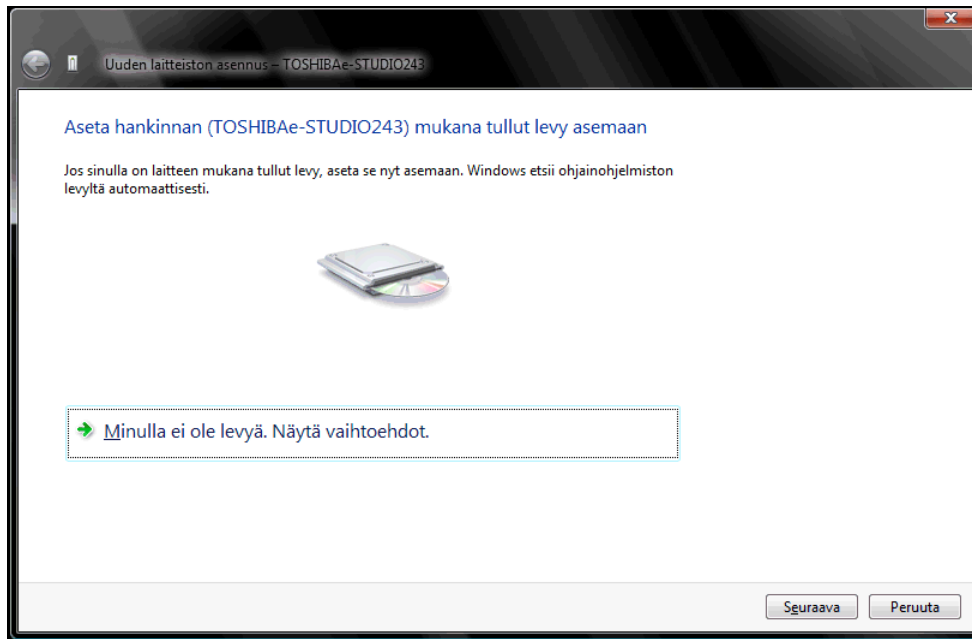 Uuden laitteiston asennus – TOSHIBAe-STUDIO243
Aseta hankinnan (TOSHIBAe-STUDIO243) mukana tullut levy asemaan
Jos sinulla on laitteen mukana tullut levy, aseta se nyt asemaan. Windows etsii ohjainohjelmiston
levyltä automaattisesti.
Minulla ei ole levyä. Näytä vaihtoehdot.
Seuraava Peruuta